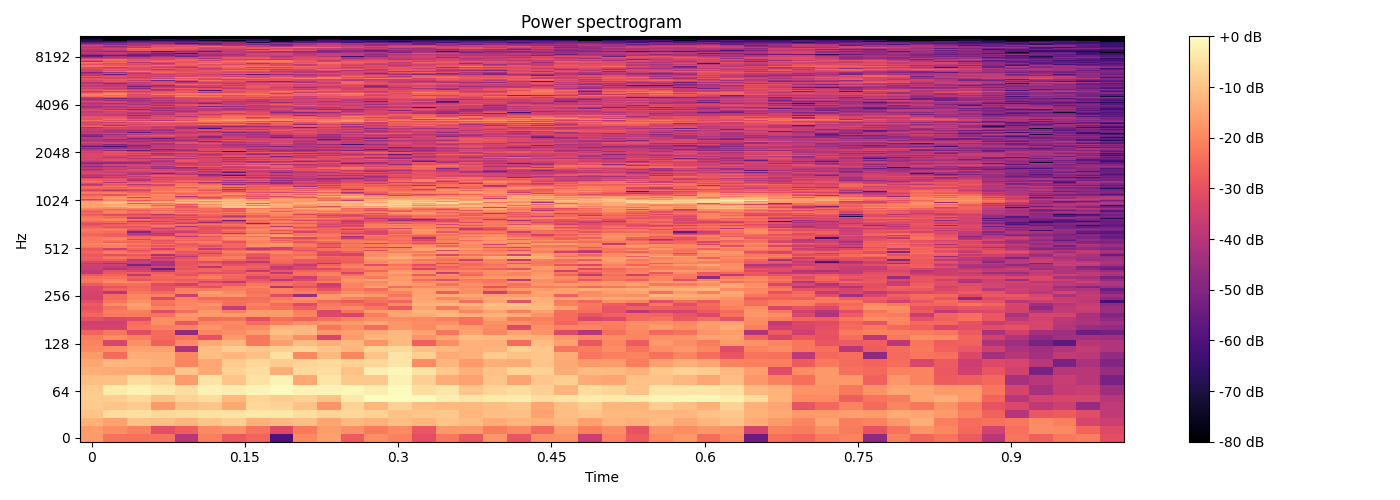 Power spectrogram
Hz
8192
4096
2048
1024
512
256
128
64
0
0 0.15 0.3 0.45 0.6 0.75 0.9
Time
+0 dB
-10 dB
-20 dB
-30 dB
-40 dB
-50 dB
-60 dB
-70 dB
-80 dB